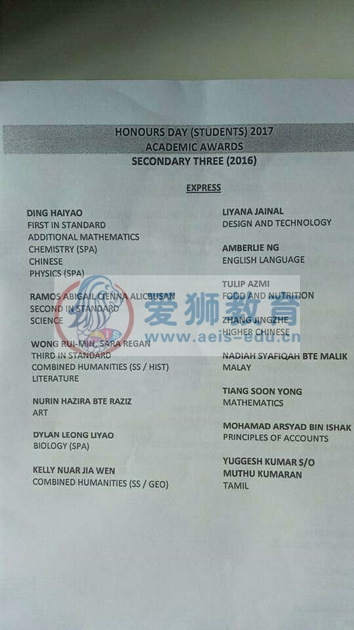 HONOURS DAY (STUDENTS) 2017
ACADEMIC AWARDS
SECONDARY THREE (2016)
EXPRESS
DING HAIYAO
FIRST IN STANDARD
ADDITIONAL MATHEMATICS
CHEMISTRY (SPA)
CHINESE
PHYSICS (SPA)
RAMOS ABIGAIL CIENNA ALICBUSAN
SECOND IN STANDARD
SCIENCE
WONG RUI-MIN, SARA REGAN
THIRD IN STANDARD
COMBINED HUMANITIES (SS / HIST)
LITERATURE
NURIN HAZIRA BTE RAZIZ
ART
DYLAN LEONG LIYAO
BIOLOGY (SPA)
KELLY NUAR JIA WEN
COMBINED HUMANITIES (SS / GEO)
LIYANA JAINAL
DESIGN AND TECHNOLOGY
AMBERLIE NG
ENGLISH LANGUAGE
TULIP AZMI
FOOD AND NUTRITION
ZHANG JINGZHE
HIGHER CHINESE
NADIAH SYAFIQAH BTE MALIK
MALAY
TIANG SOON YONG
MATHEMATICS
MOHAMAD ARSYAD BIN ISHAK
PRINCIPLES OF ACCOUNTS
YUGGESH KUMAR S/O
MUTHU KUMARAN
TAMIL
爱狮教育
www.aeis-edu.cn